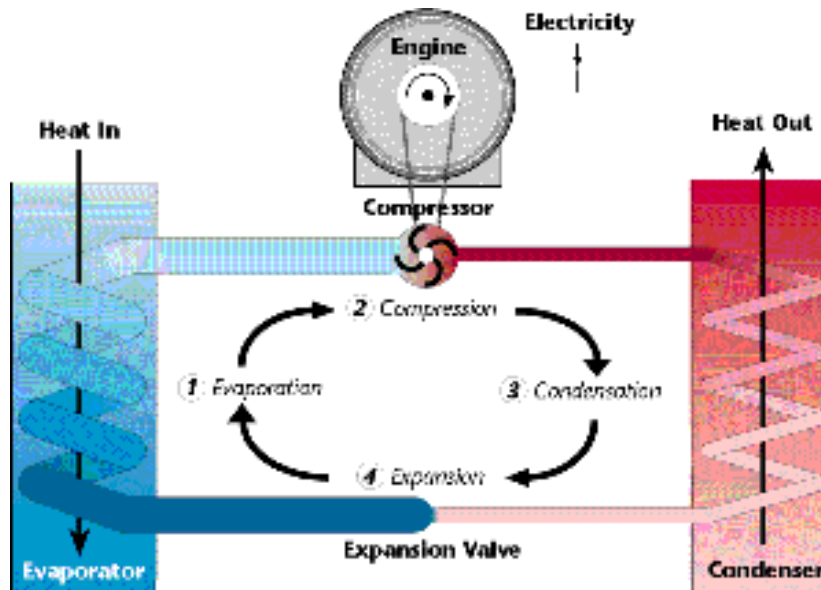 Electricity
Engine
Heat In
Heat Out
Compressor
2 Compression
1 Evaporation
3 Condensation
4 Expansion
Expansion Valve
Evaporator
Condenser